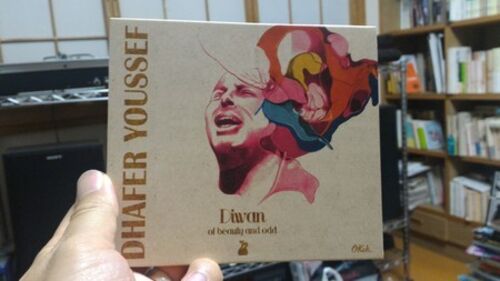 DHAFER YOUSSEF
Diwan
of beauty and odd
OKeh